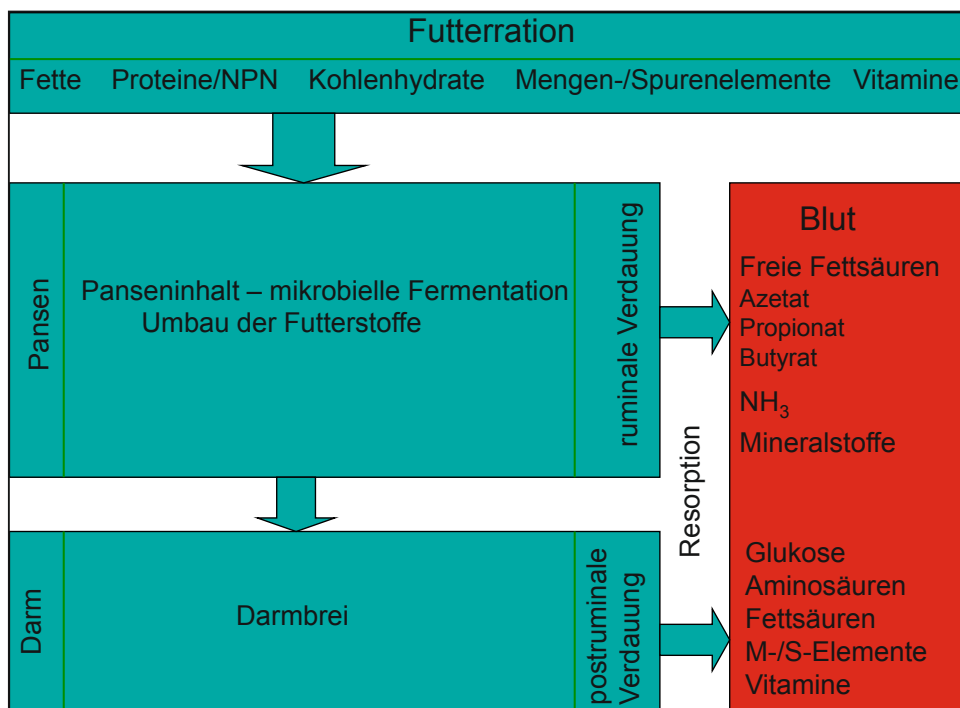 Futterration
Fette Proteine/NPN Kohlenhydrate Mengen-/Spurenelemente Vitamine
Pansen
Panseninhalt – mikrobielle Fermentation
Umbau der Futterstoffe
ruminale Verdauung
Resorption
Blut
Freie Fettsäuren
Azetat
Propionat
Butyrat
NH₃
Mineralstoffe
Darm
Darmbrei
postruminale
Verdauung
Glukose
Aminosäuren
Fettsäuren
M-/S-Elemente
Vitamine